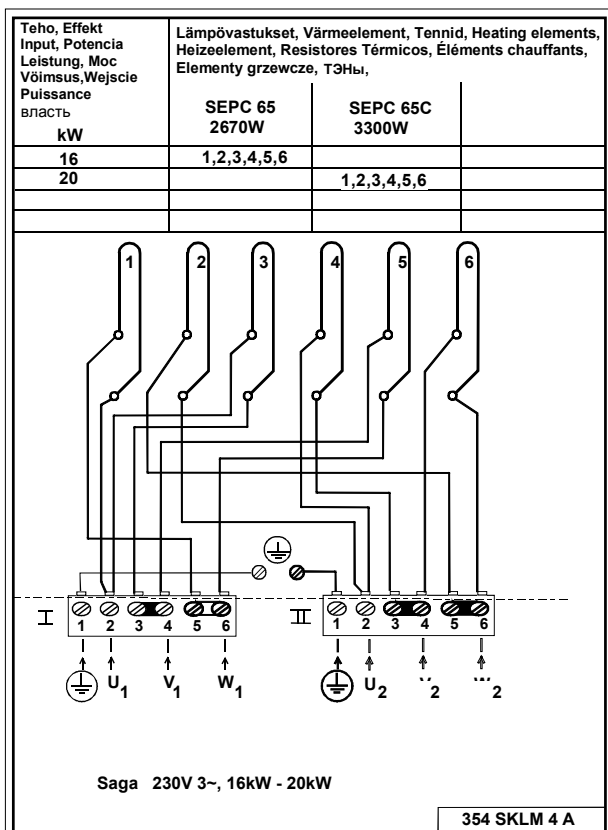 Teho, Effekt
Input, Potencia
Leistung, Moc
Vöimsus,Wejscie
Puissance
власть
kW
Lämpövastukset, Värmeelement, Tennid, Heating elements,
Heizeelement, Resistores Térmicos, Éléments chauffants,
Elementy grzewcze, ТЭНы,
SEPC 65
2670W
SEPC 65C
3300W
16
1,2,3,4,5,6
20
1,2,3,4,5,6
1 2 3 4 5 6
I
1 2 3 4 5 6
II
1 2 3 4 5 6
U1 V1 W1
U2 2 2
Saga 230V 3~, 16kW - 20kW
354 SKLM 4 A